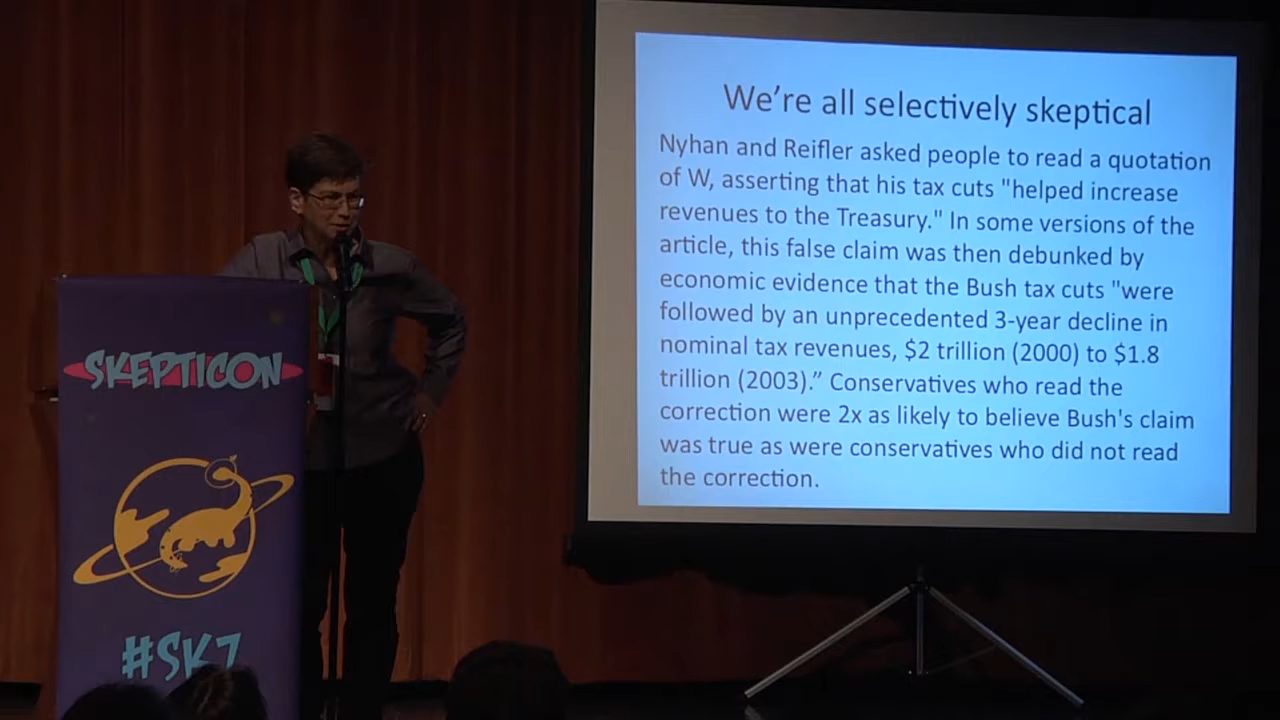 We're all selectively skeptical
Nyhan and Reifler asked people to read a quotation
of W, asserting that his tax cuts "helped increase
revenues to the Treasury." In some versions of the
article, this false claim was then debunked by
economic evidence that the Bush tax cuts "were
followed by an unprecedented 3-year decline in
nominal tax revenues, $2 trillion (2000) to $1.8
trillion (2003).” Conservatives who read the
correction were 2x as likely to believe Bush's claim
was true as were conservatives who did not read
the correction.
SKEPTICON
#SK7